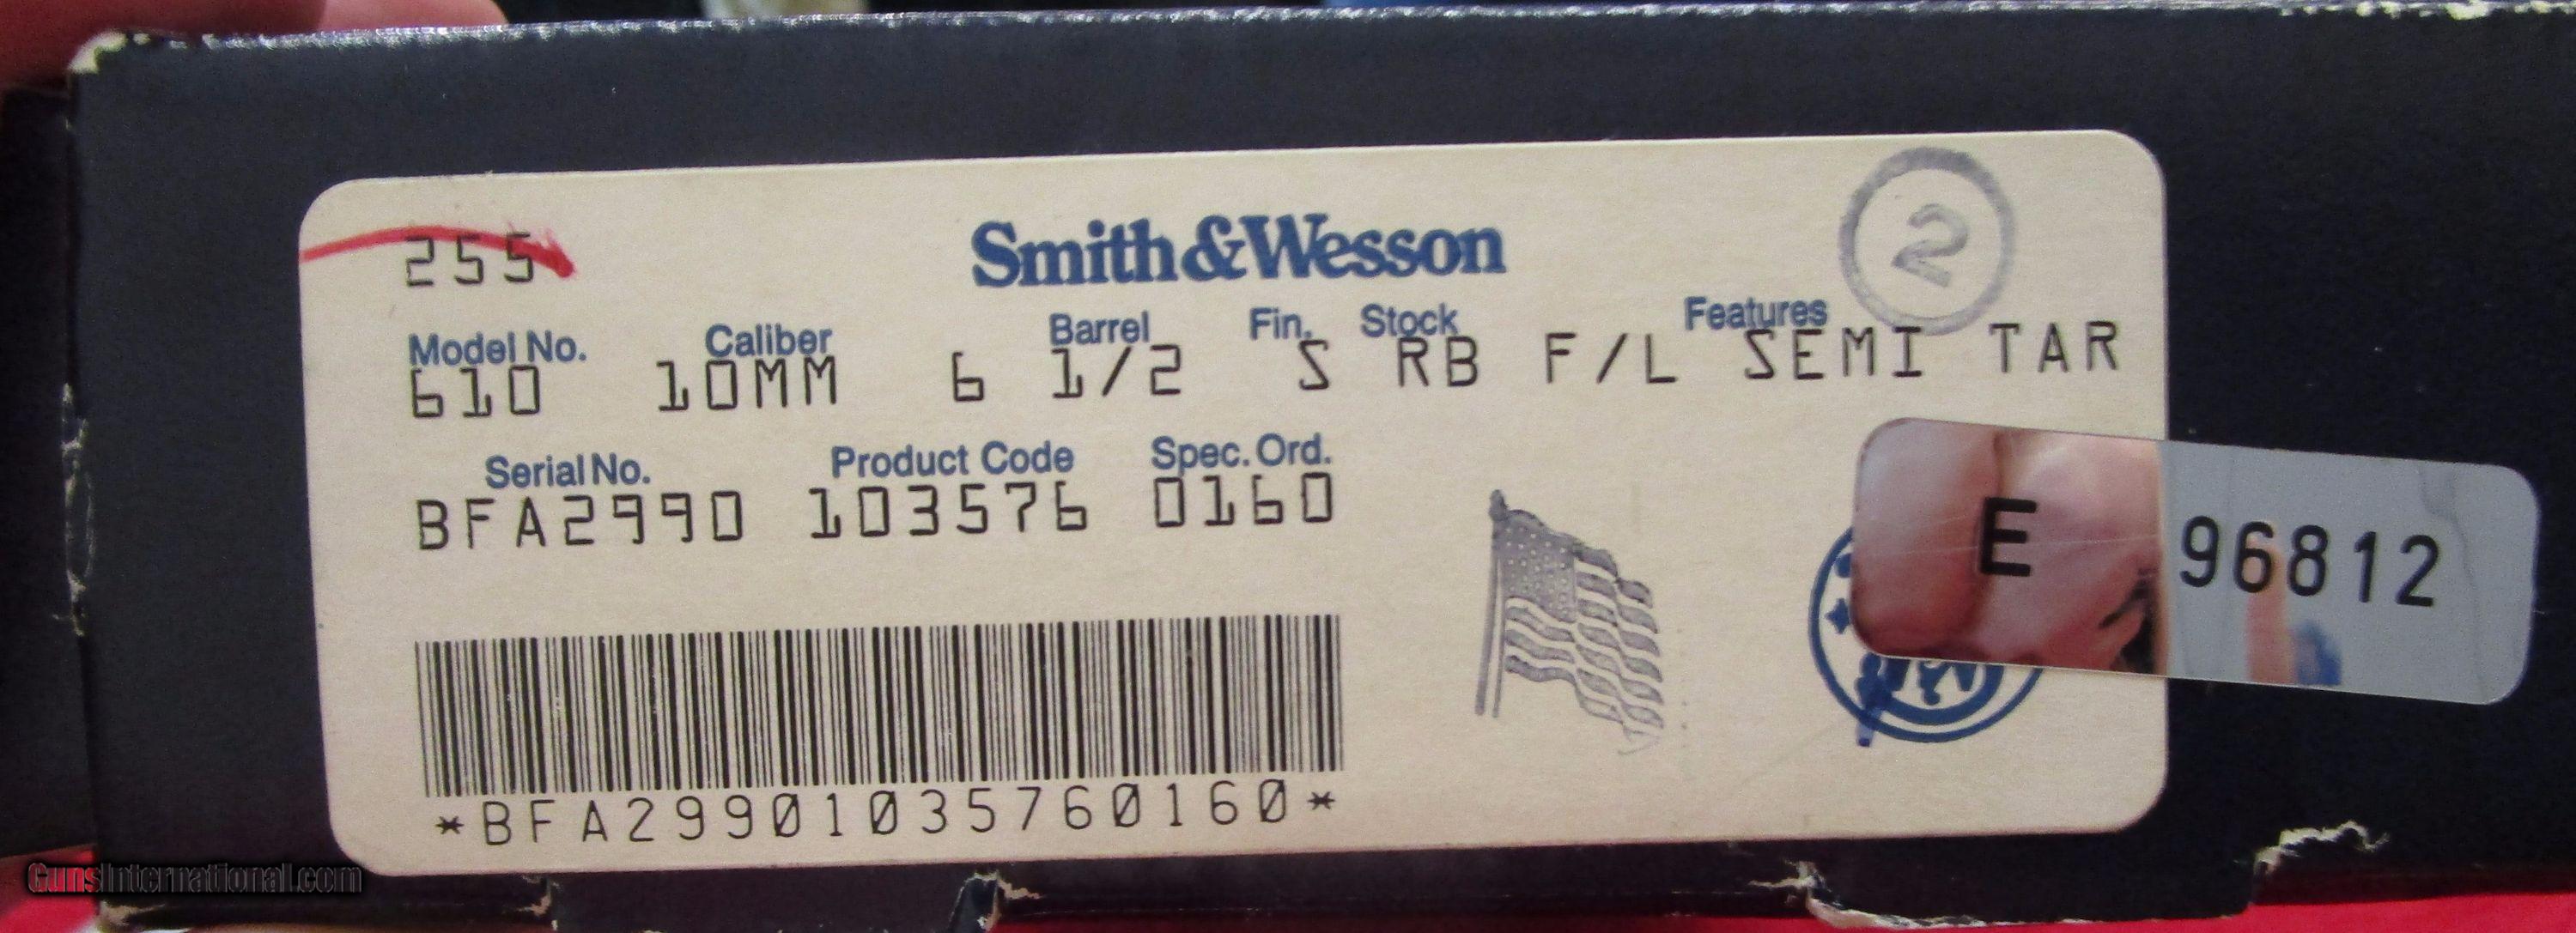 255
Smith&Wesson
2
Model No. Caliber Barrel Fin. Stock Features
610 10MM 6 1/2 S RB F/L SEMI TAR
Serial No. Product Code Spec. Ord.
BFA2990 103576 0160
E 96812
*BFA29901035760160*
GunsInternational.com